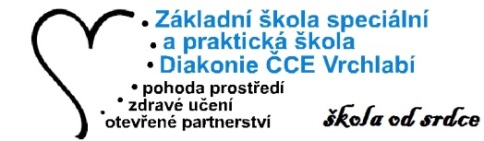 • Základní škola speciální
• a praktická škola
• Diakonie ČCE Vrchlabí
• pohoda prostředí
• zdravé učení
• otevřené partnerství
škola od srdce